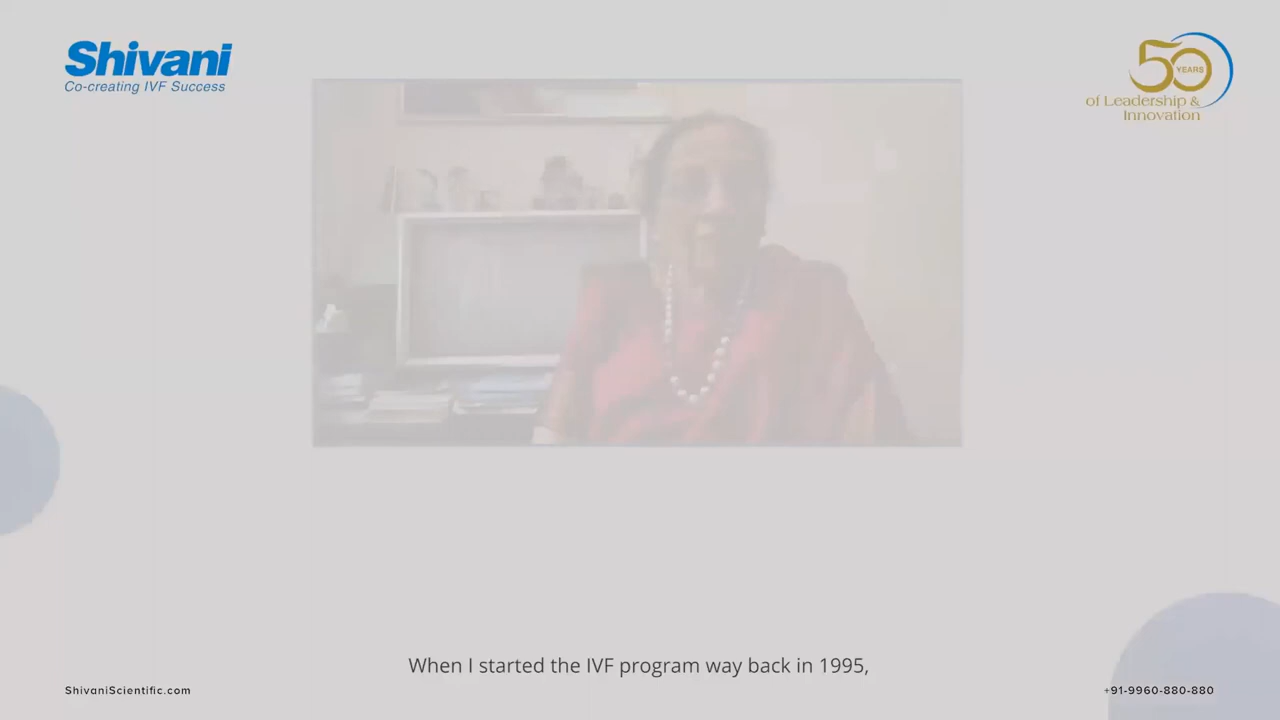 Shivani
Co-creating IVF Success
50
YEARS
of Leadership &
Innovation
When I started the IVF program way back in 1995,
ShivaniScientific.com
+91-9960-880-880